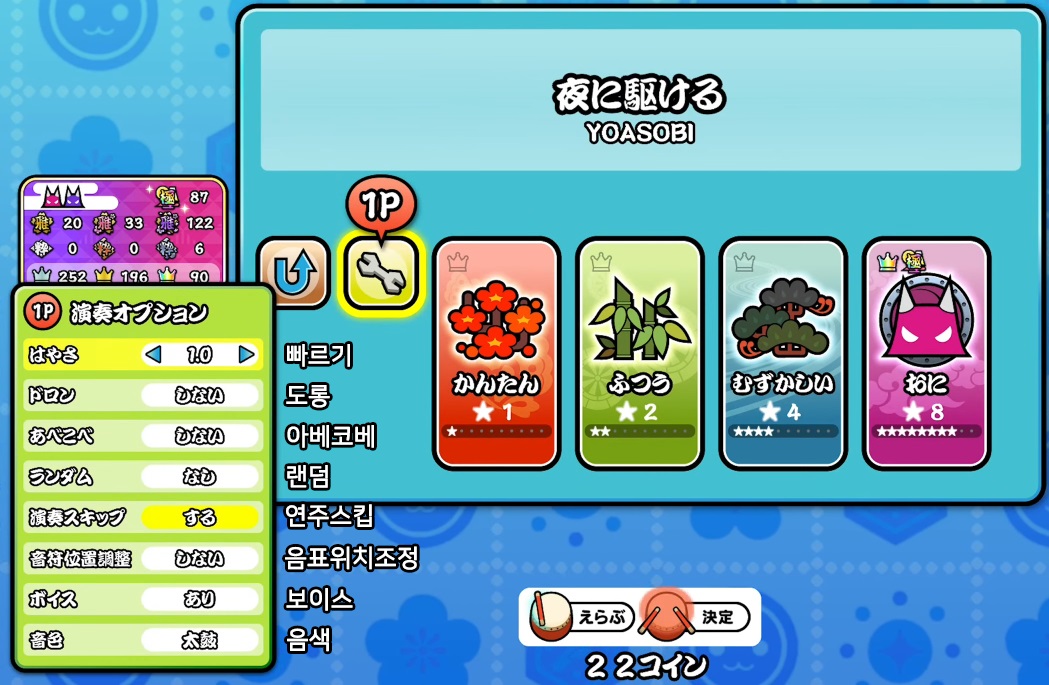 夜に駆ける
YOASOBI
極 87
雅 20 雅 33 雅 122
0 0 6
252 196 90
1P
1P 演奏オプション
はやさ 1.0 빠르기
ドロン しない 도롱
あべこべ しない 아베코베
ランダム なし 랜덤
演奏スキップ する 연주스킵
音符位置調整 しない 음표위치조정
ボイス あり 보이스
音色 太鼓 음색
かんたん
★1
ふつう
★2
むずかしい
★4
極
おに
★8
えらぶ 決定
22コイン